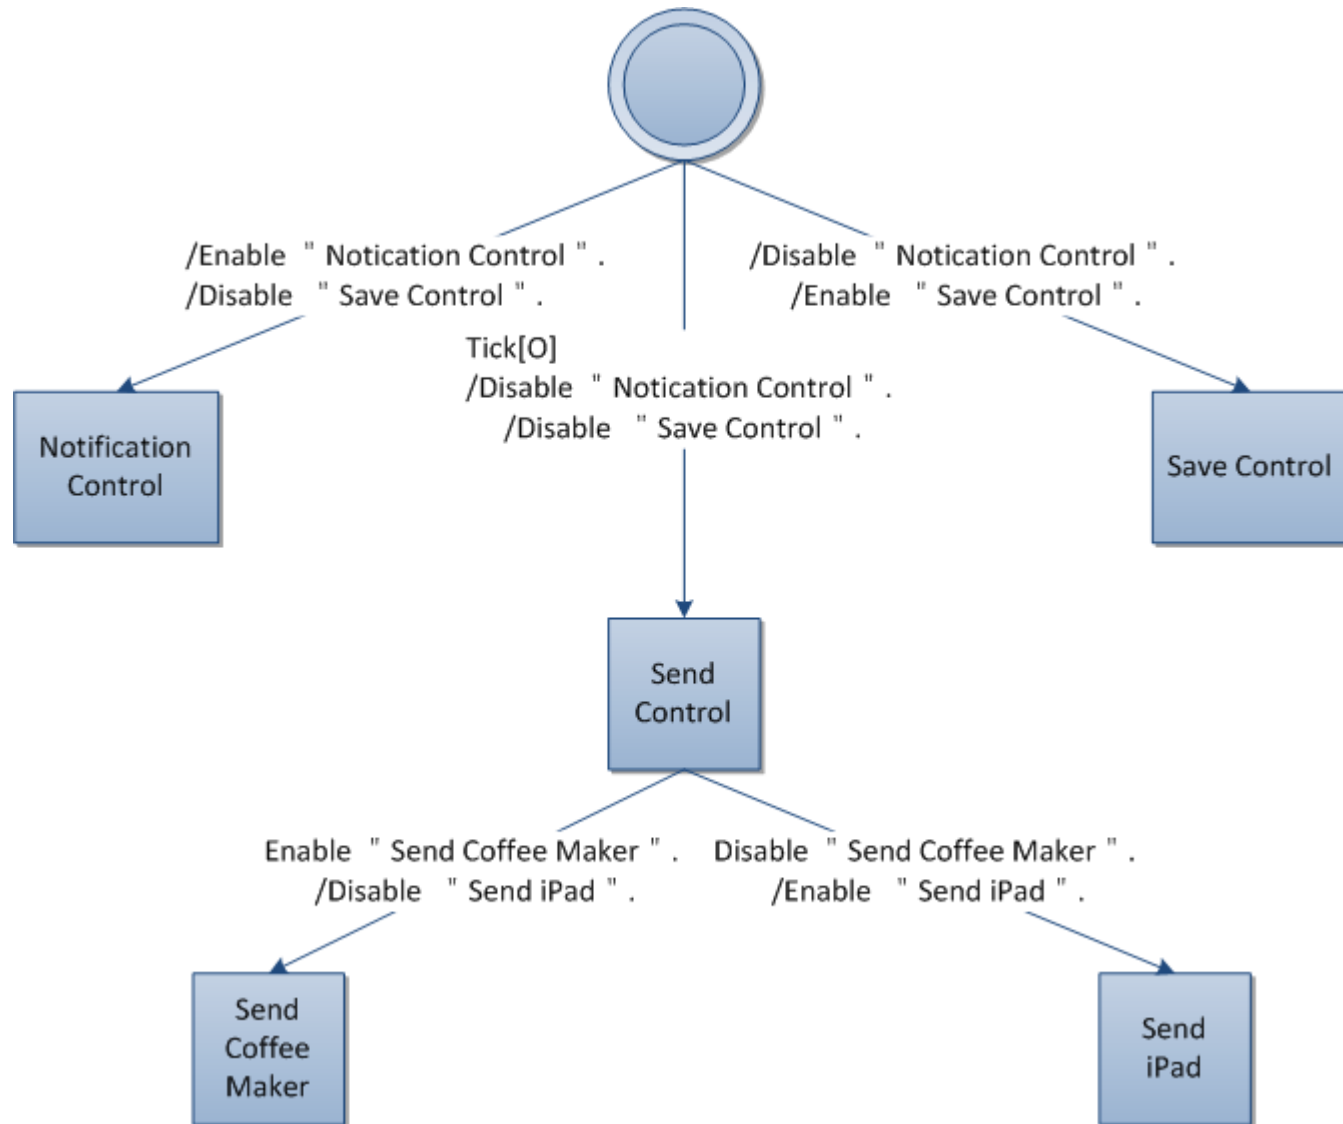 /Enable " Notication Control " .
/Disable " Save Control " .
/Disable " Notication Control " .
/Enable " Save Control " .
Tick[O]
/Disable " Notication Control " .
/Disable " Save Control " .
Notification
Control
Save Control
Send
Control
Enable " Send Coffee Maker " .
/Disable " Send iPad " .
Disable " Send Coffee Maker " .
/Enable " Send iPad " .
Send
Coffee
Maker
Send
iPad